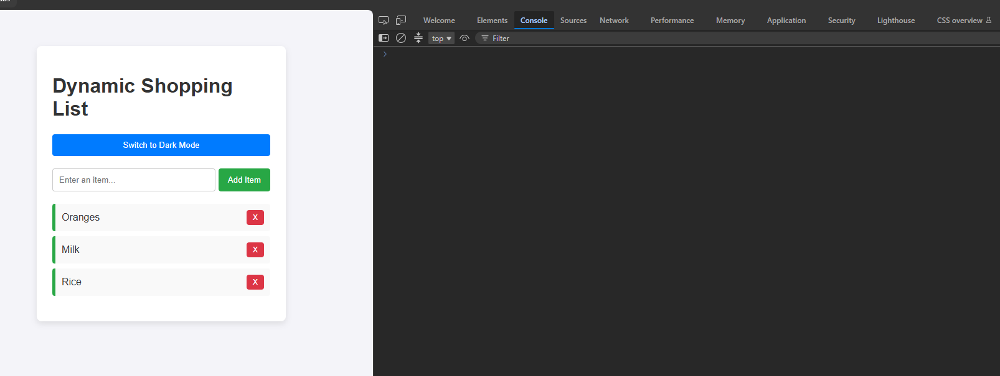 Dynamic Shopping
List
Switch to Dark Mode
Enter an item...
Add Item
Oranges
X
Milk
X
Rice
X
Welcome Elements Console Sources Network Performance Memory Application Security Lighthouse CSS overview
top
Filter